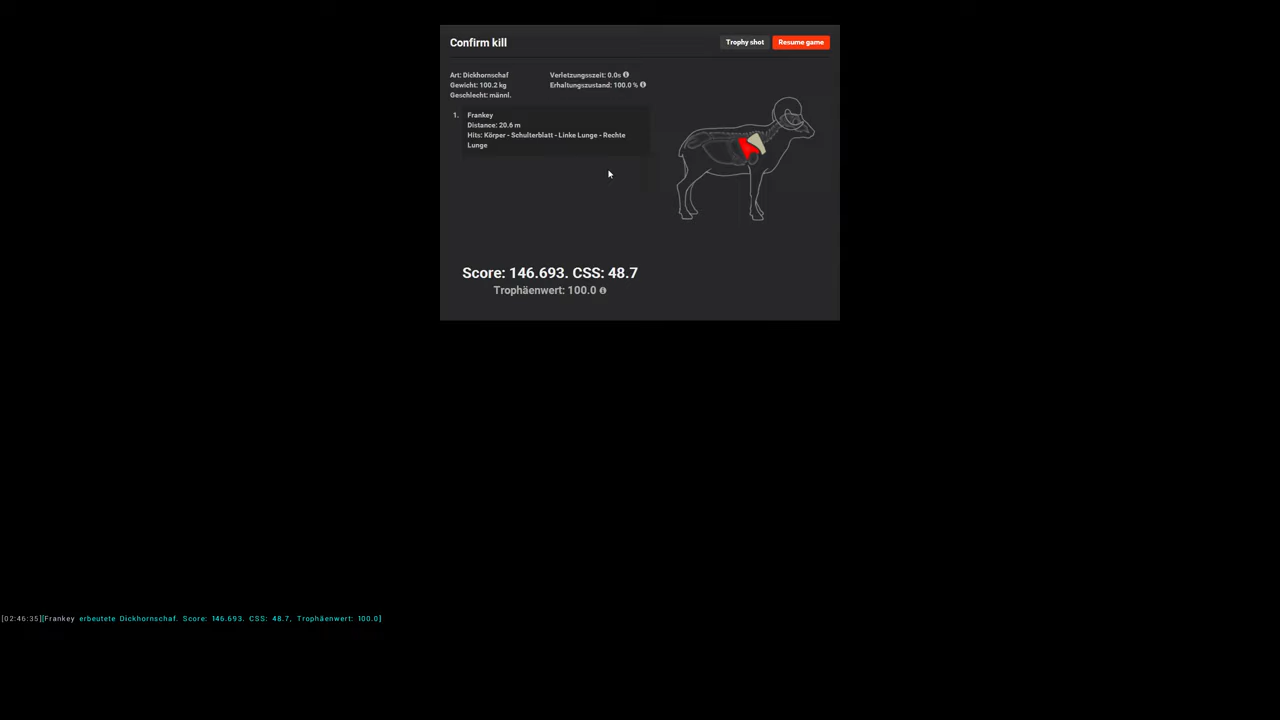 Confirm kill
Trophy shot
Resume game
Art: Dickhornschaf
Verletzungsszeit: 0.0s
Gewicht: 100.2 kg
Erhaltungszustand: 100.0 %
Geschlecht: männl.
1. Frankey
Distance: 20.6 m
Hits: Körper - Schulterblatt - Linke Lunge - Rechte
Lunge
Score: 146.693. CSS: 48.7
Trophäenwert: 100.0
[02:46:35][Frankey erbeutete Dickhornschaf. Score: 146.693. CSS: 48.7, Trophäenwert: 100.0]